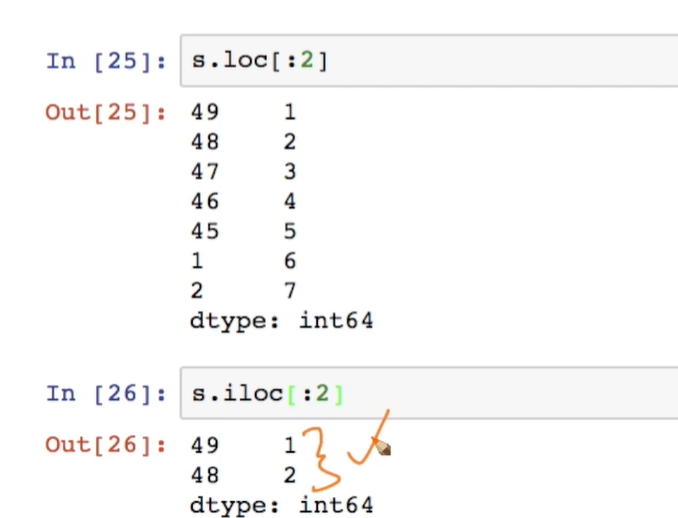 In [25]: s.loc[:2]
Out[25]: 49 1
48 2
47 3
46 4
45 5
1 6
2 7
dtype: int64
In [26]: s.iloc[:2]
Out[26]: 49 1
48 2
dtype: int64